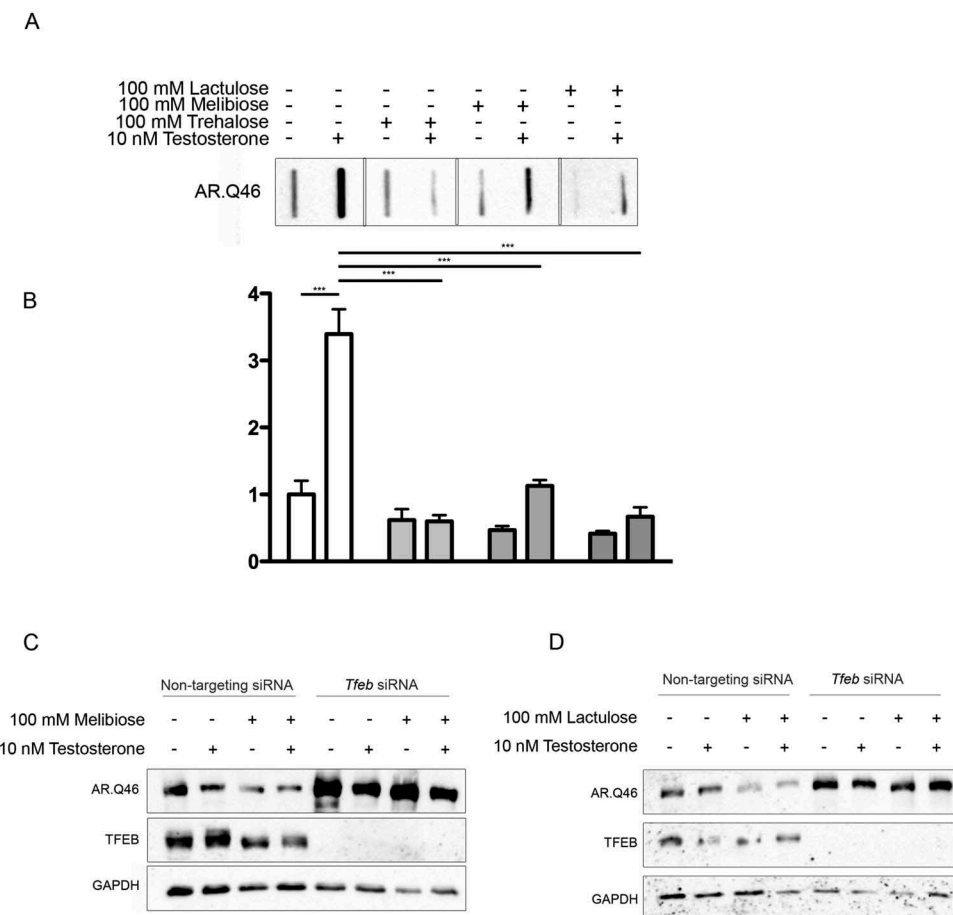 A
100 mM Lactulose - - - - - - + +
100 mM Melibiose - - - - + + - -
100 mM Trehalose - - + + - - - -
10 nM Testosterone - + - + - + - +
AR.Q46
***
***
***
***
B
4
3
2
1
0
C
Non-targeting siRNA Tfeb siRNA
100 mM Melibiose - - + + - - + +
10 nM Testosterone - + - + - + - +
AR.Q46
TFEB
GAPDH
D
Non-targeting siRNA Tfeb siRNA
100 mM Lactulose - - + + - - + +
10 nM Testosterone - + - + - + - +
AR.Q46
TFEB
GAPDH